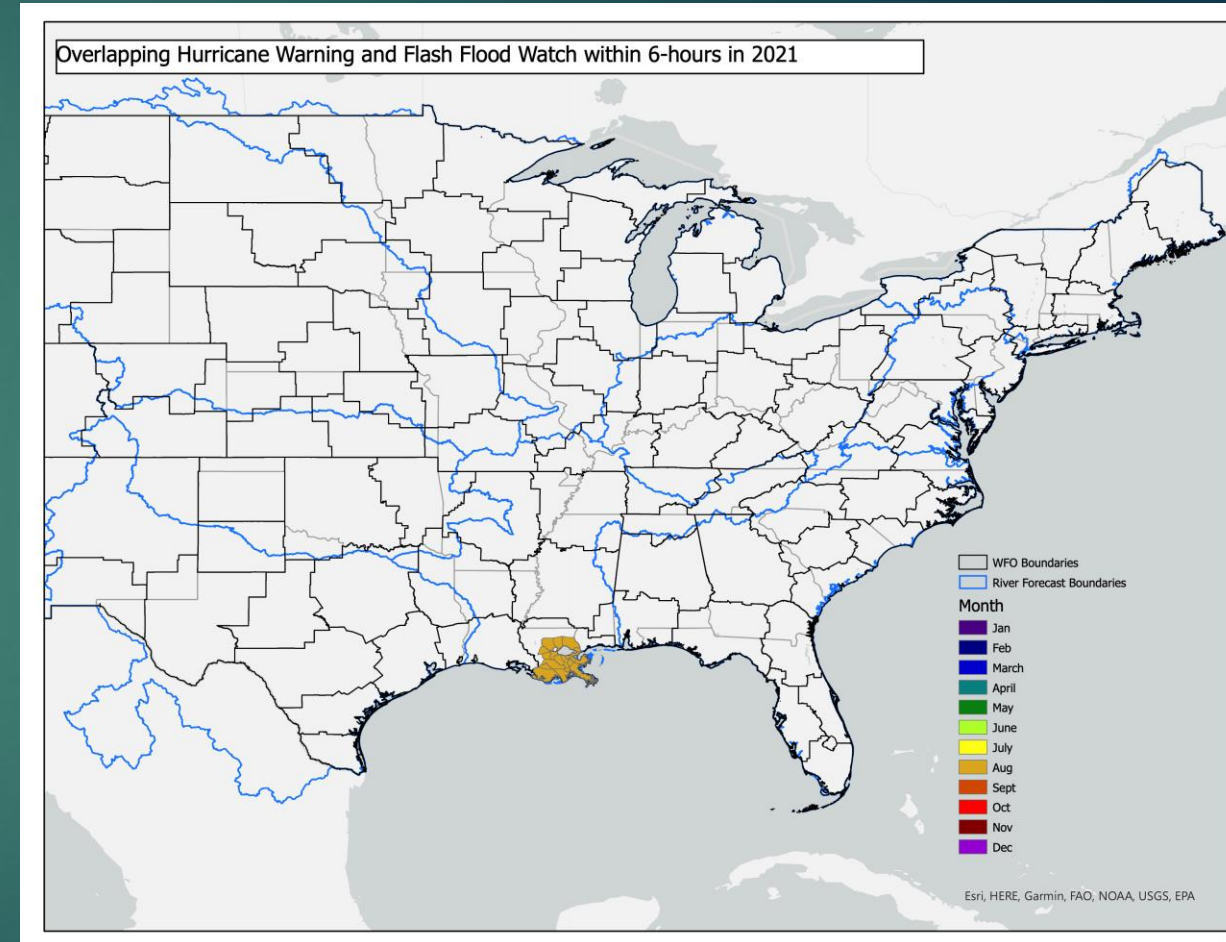 Overlapping Hurricane Warning and Flash Flood Watch within 6-hours in 2021
WFO Boundaries
River Forecast Boundaries
Month
Jan
Feb
March
April
May
June
July
Aug
Sept
Oct
Nov
Dec
Esri, HERE, Garmin, FAO, NOAA, USGS, EPA